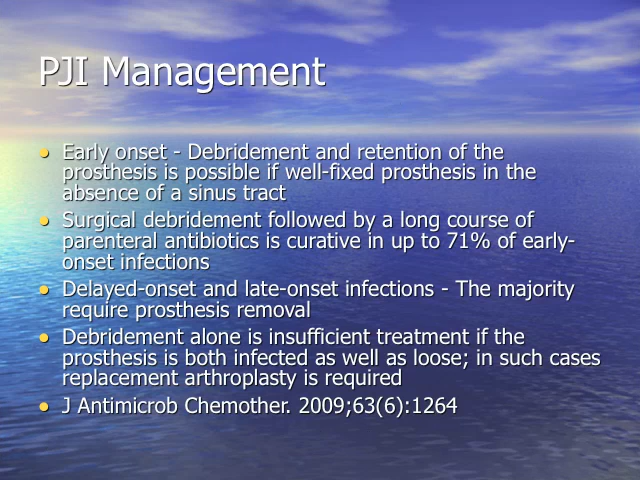 PJI Management
• Early onset - Debridement and retention of the
prosthesis is possible if well-fixed prosthesis in the
absence of a sinus tract
• Surgical debridement followed by a long course of
parenteral antibiotics is curative in up to 71% of early-
onset infections
• Delayed-onset and late-onset infections - The majority
require prosthesis removal
• Debridement alone is insufficient treatment if the
prosthesis is both infected as well as loose; in such cases
replacement arthroplasty is required
• J Antimicrob Chemother. 2009;63(6):1264